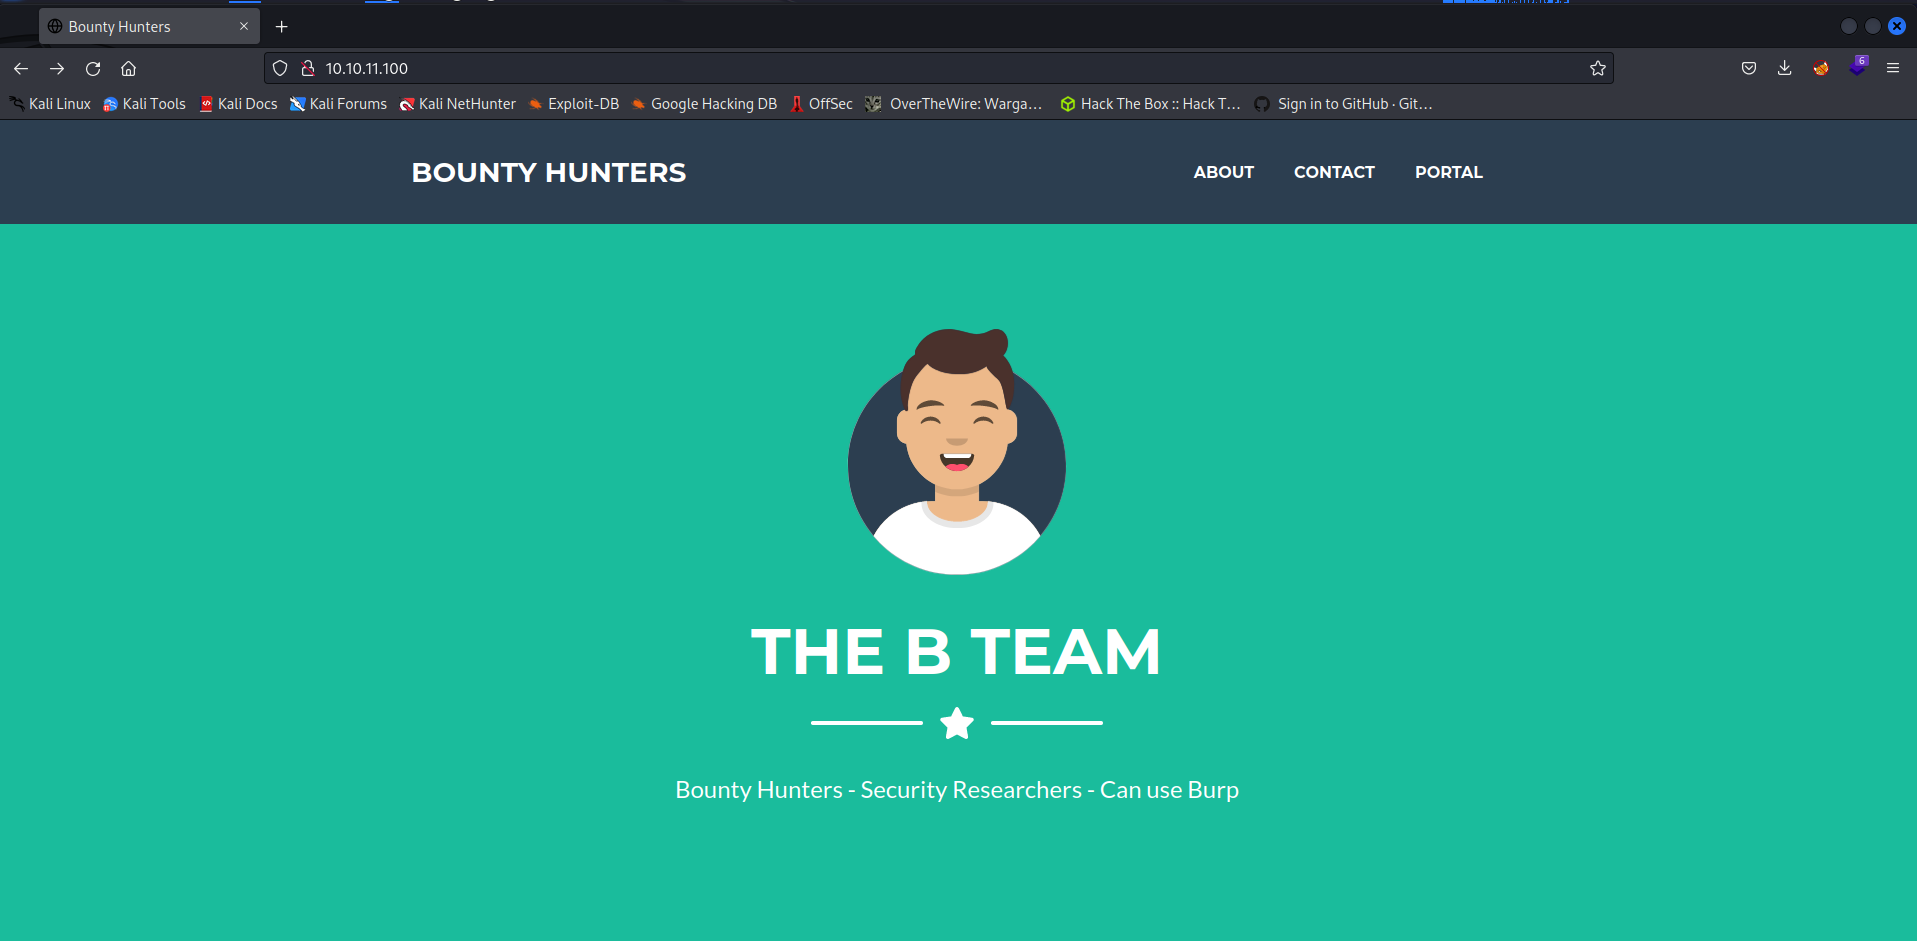 Bounty Hunters
10.10.11.100
6
Kali Linux Kali Tools Kali Docs Kali Forums Kali NetHunter Exploit-DB Google Hacking DB OffSec OverTheWire: Warga... Hack The Box :: Hack T... Sign in to GitHub · Git...
BOUNTY HUNTERS ABOUT CONTACT PORTAL
THE B TEAM
Bounty Hunters - Security Researchers - Can use Burp